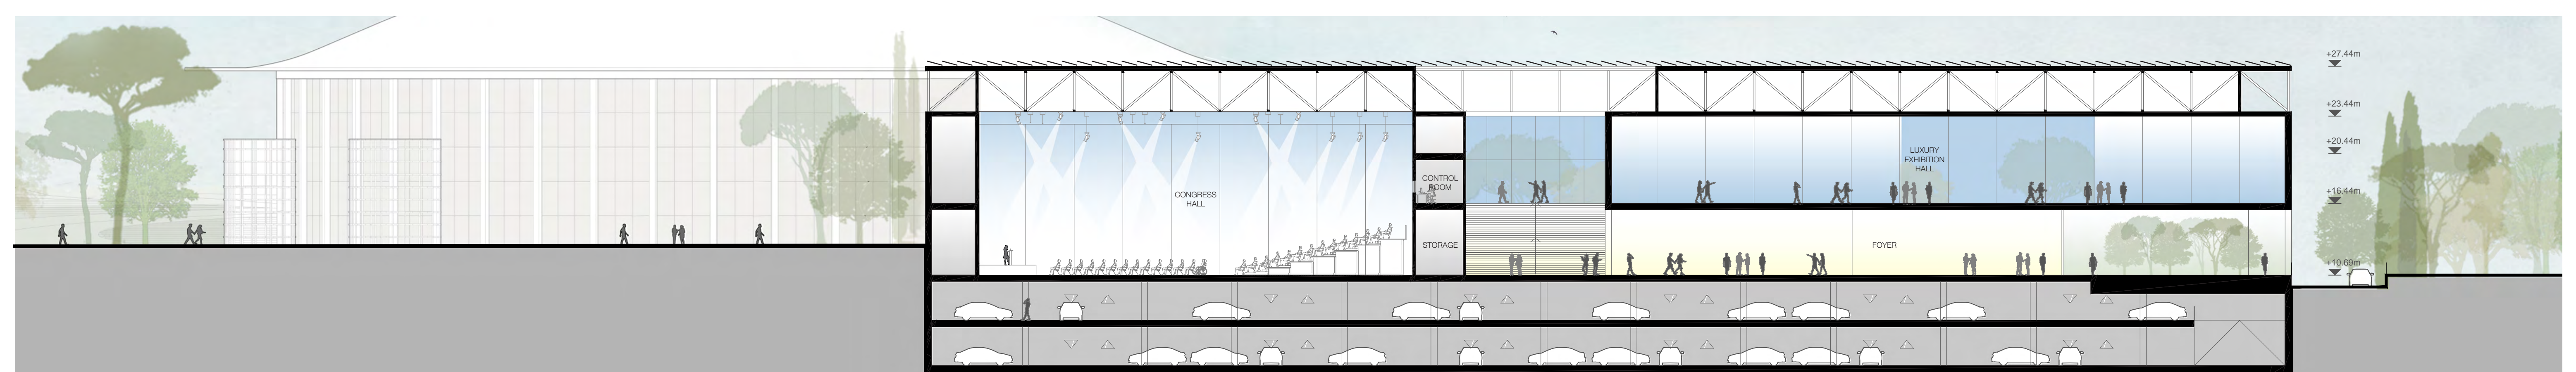 +27.44m
+23.44m
+20.44m
+16.44m
+10.69m
CONGRESS
HALL
CONTROL
ROOM
STORAGE
LUXURY
EXHIBITION
HALL
FOYER